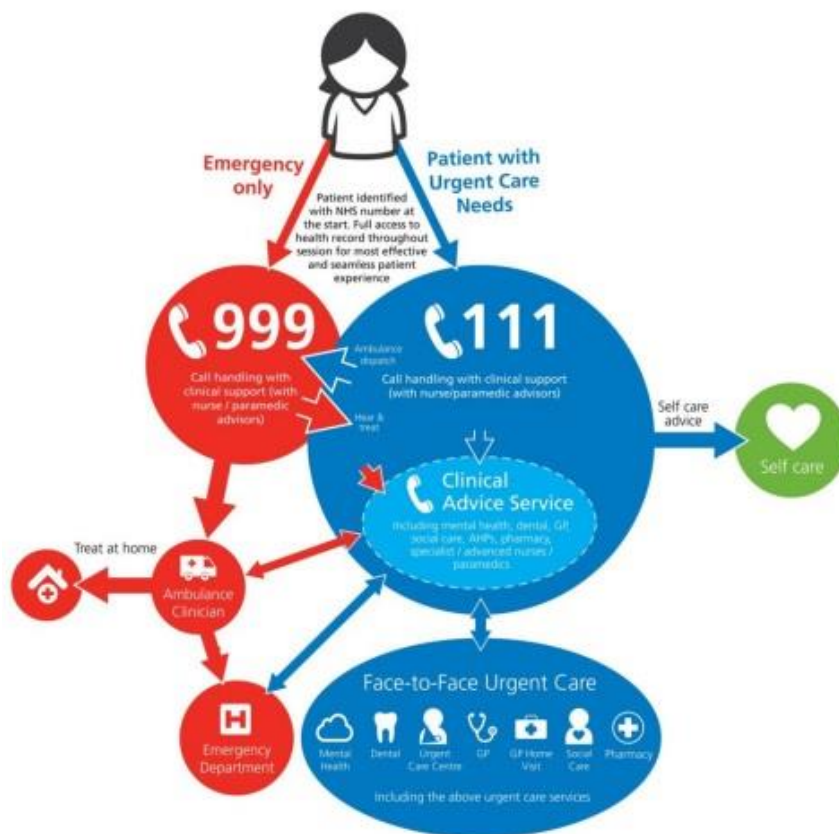 Emergency
only
Patient with
Urgent Care
Needs
Patient identified
with NHS number at
the start. Full access to
health record throughout
session for most effective
and seamless patient
experience
999
Call handling with
clinical support (with
nurse / paramedic
advisors)
111
Ambulance
dispatch
Call handling with clinical support
(with nurse/paramedic advisors)
Hear &
treat
Self care
advice
Self care
Clinical
Advice Service
Including mental health, dental, GP,
social care, AHPs, pharmacy,
specialist / advanced nurses /
paramedics
Treat at home
Ambulance
Clinician
H
Emergency
Department
Face-to-Face Urgent Care
Mental
Health
Dental
Urgent
Care Centre
GP
GP Home
Visit
Social
Care
Pharmacy
Including the above urgent care services